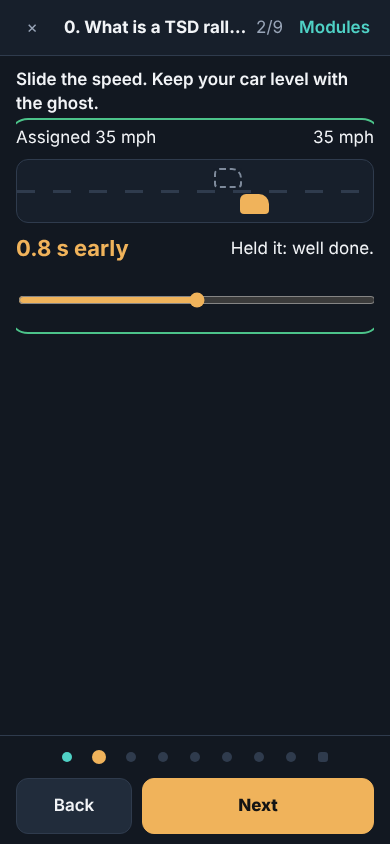 × 0. What is a TSD rall... 2/9 Modules
Slide the speed. Keep your car level with
the ghost.
Assigned 35 mph 35 mph
0.8 s early Held it: well done.
Back Next